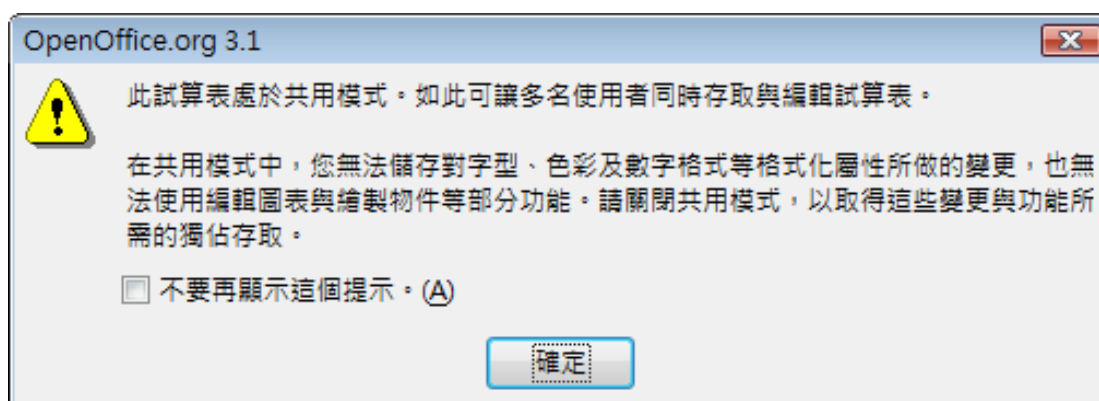 OpenOffice.org 3.1
此試算表處於共用模式。如此可讓多名使用者同時存取與編輯試算表。
在共用模式中，您無法儲存對字型、色彩及數字格式等格式化屬性所做的變更，也無
法使用編輯圖表與繪製物件等部分功能。請關閉共用模式，以取得這些變更與功能所
需的獨佔存取。
不要再顯示這個提示。(A)
確定